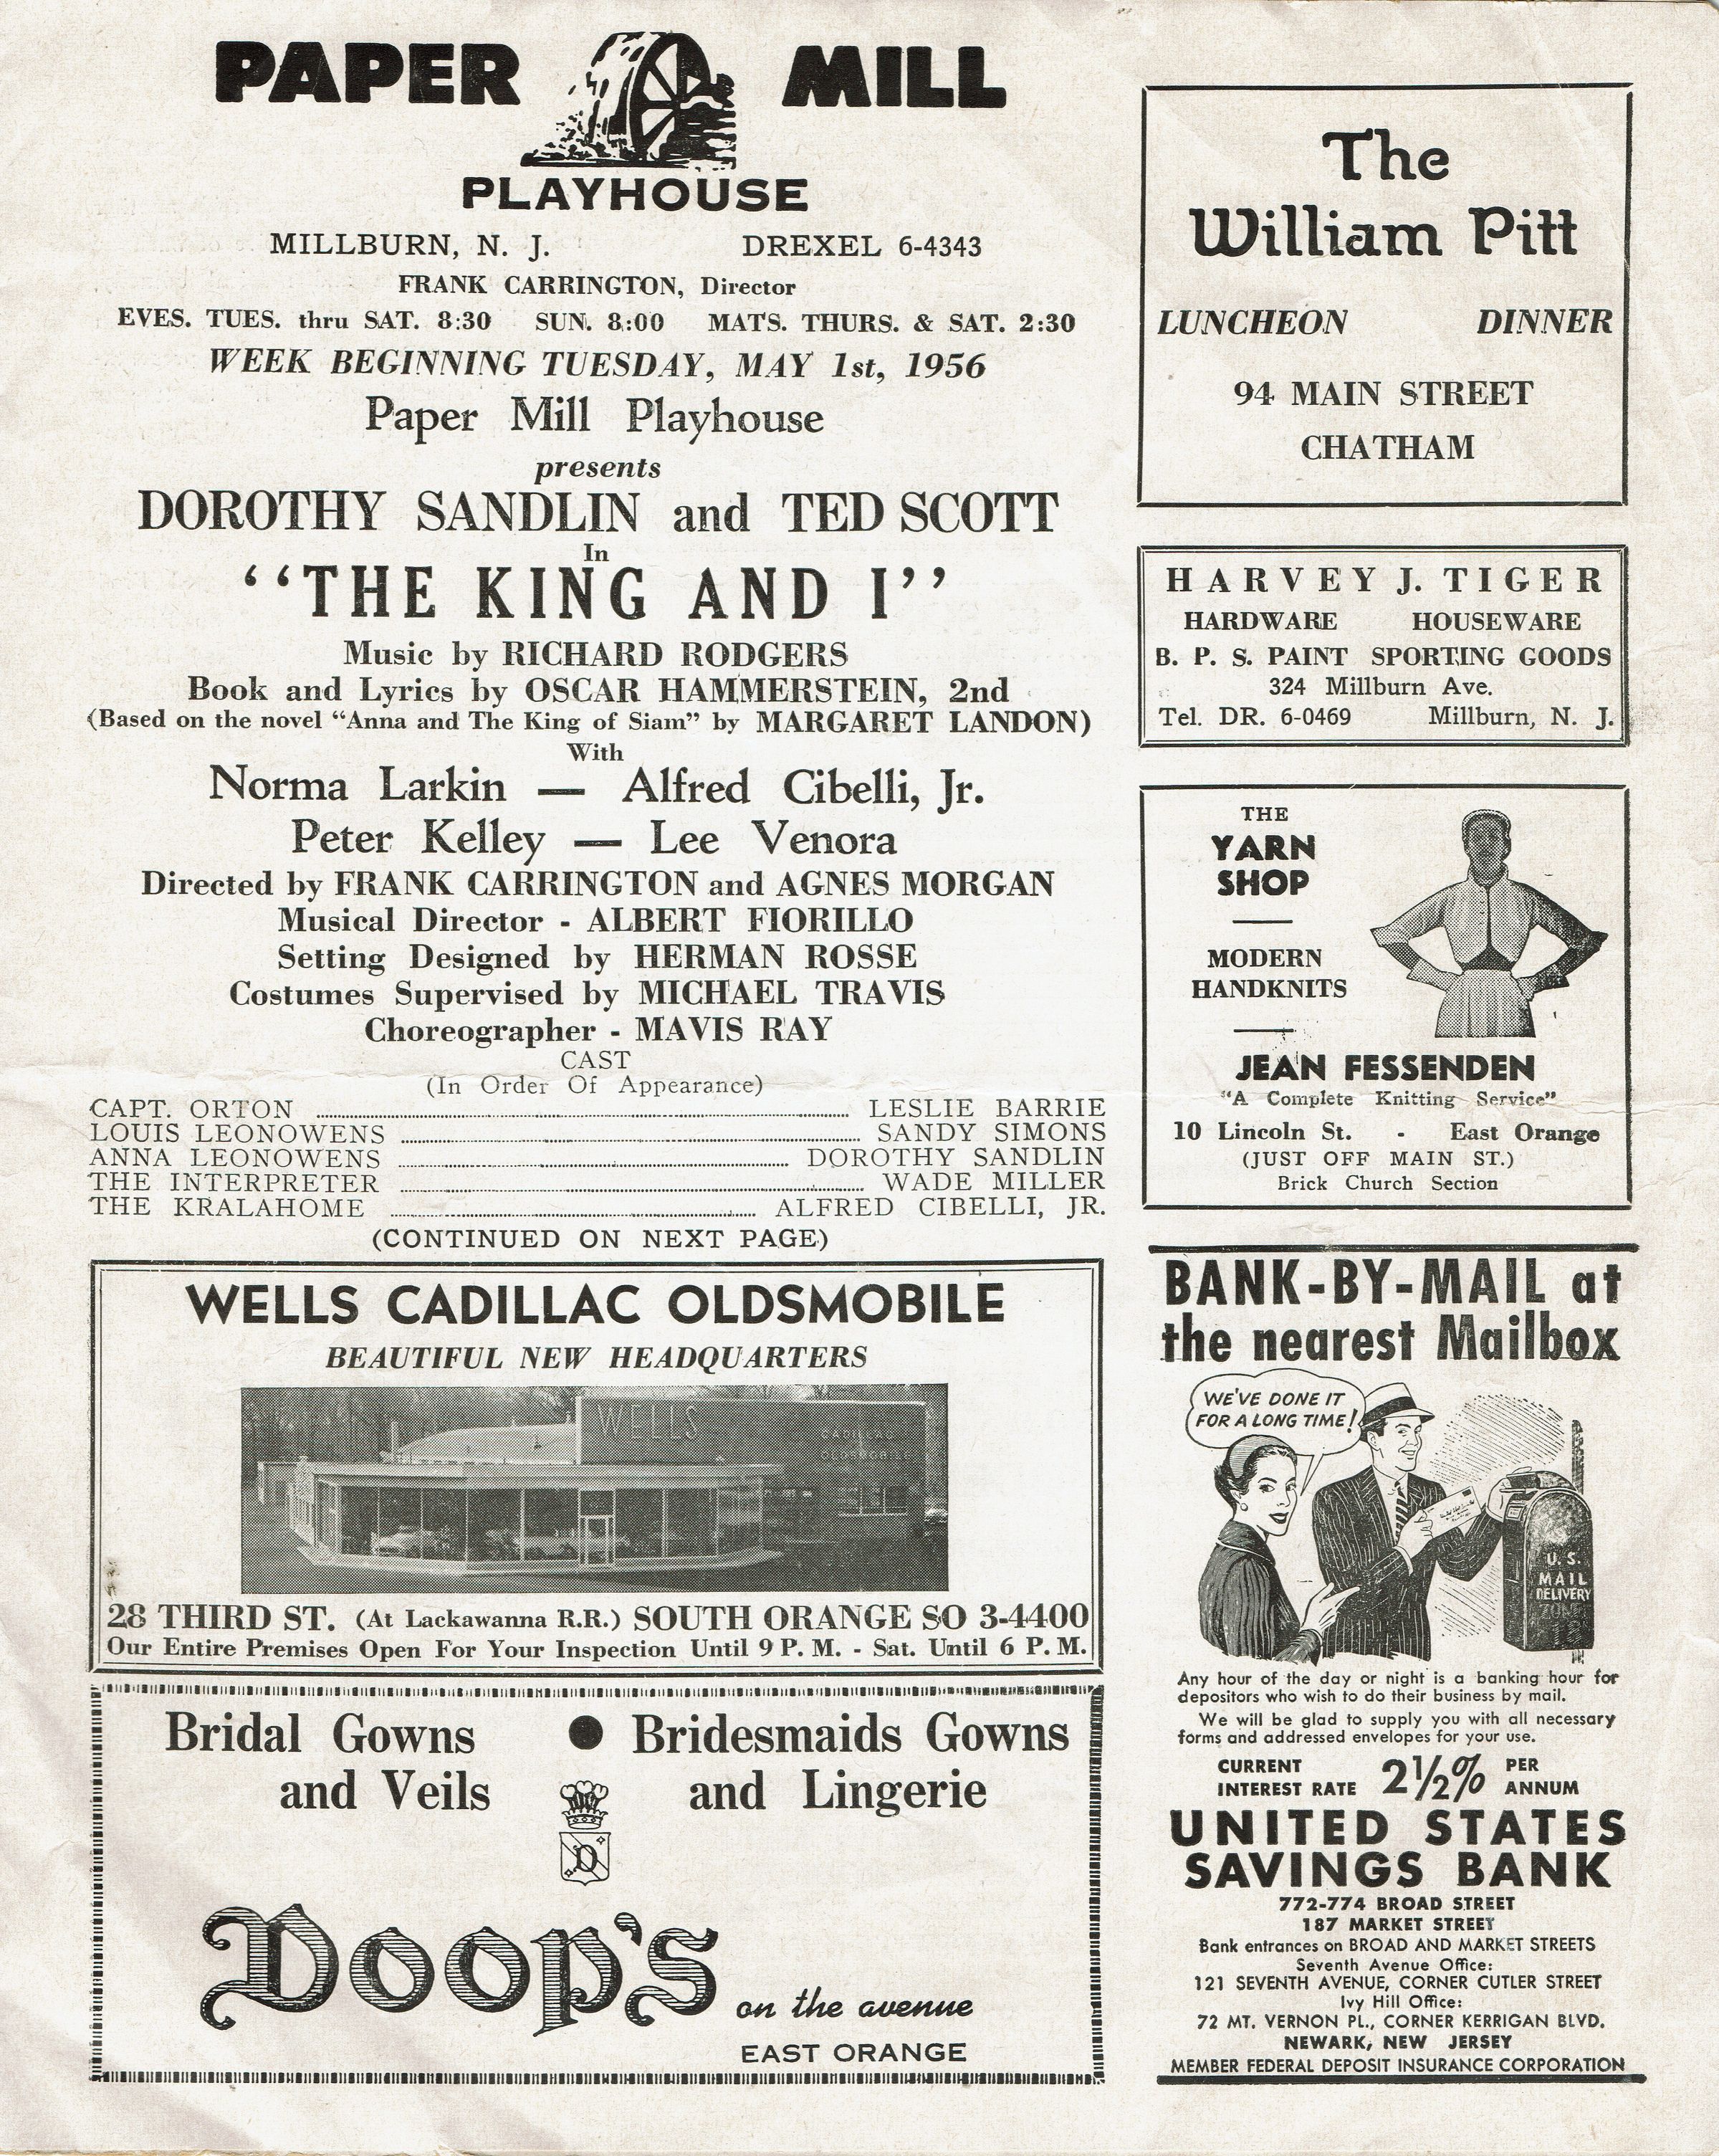 PAPER MILL
PLAYHOUSE
MILLBURN, N. J. DREXEL 6-4343
FRANK CARRINGTON, Director
EVES. TUES. thru SAT. 8:30 SUN. 8:00 MATS. THURS. & SAT. 2:30
WEEK BEGINNING TUESDAY, MAY 1st, 1956
Paper Mill Playhouse
presents
DOROTHY SANDLIN and TED SCOTT
In
"THE KING AND I"
Music by RICHARD RODGERS
Book and Lyrics by OSCAR HAMMERSTEIN, 2nd
(Based on the novel "Anna and The King of Siam" by MARGARET LANDON)
With
Norma Larkin — Alfred Cibelli, Jr.
Peter Kelley — Lee Venora
Directed by FRANK CARRINGTON and AGNES MORGAN
Musical Director - ALBERT FIORILLO
Setting Designed by HERMAN ROSSE
Costumes Supervised by MICHAEL TRAVIS
Choreographer - MAVIS RAY
CAST
(In Order Of Appearance)
CAPT. ORTON ........ LESLIE BARRIE
LOUIS LEONOWENS ........ SANDY SIMONS
ANNA LEONOWENS ........ DOROTHY SANDLIN
THE INTERPRETER ........ WADE MILLER
THE KRALAHOME ........ ALFRED CIBELLI, JR.
(CONTINUED ON NEXT PAGE)
WELLS CADILLAC OLDSMOBILE
BEAUTIFUL NEW HEADQUARTERS
WELLS
CADILLAC
OLDSMOBILE
28 THIRD ST. (At Lackawanna R.R.) SOUTH ORANGE SO 3-4400
Our Entire Premises Open For Your Inspection Until 9 P. M. - Sat. Until 6 P. M.
Bridal Gowns ● Bridesmaids Gowns
and Veils and Lingerie
D
Doop's on the avenue
EAST ORANGE
The
William Pitt
LUNCHEON DINNER
94 MAIN STREET
CHATHAM
HARVEY J. TIGER
HARDWARE HOUSEWARE
B. P. S. PAINT SPORTING GOODS
324 Millburn Ave.
Tel. DR. 6-0469 Millburn, N. J.
THE
YARN
SHOP
MODERN
HANDKNITS
JEAN FESSENDEN
"A Complete Knitting Service"
10 Lincoln St. - East Orange
(JUST OFF MAIN ST.)
Brick Church Section
BANK-BY-MAIL at
the nearest Mailbox
WE'VE DONE IT
FOR A LONG TIME!
U. S.
MAIL
DELIVERY
ZONE
Any hour of the day or night is a banking hour for
depositors who wish to do their business by mail.
We will be glad to supply you with all necessary
forms and addressed envelopes for your use.
CURRENT
INTEREST RATE 2½% PER
ANNUM
UNITED STATES
SAVINGS BANK
772-774 BROAD STREET
187 MARKET STREET
Bank entrances on BROAD AND MARKET STREETS
Seventh Avenue Office:
121 SEVENTH AVENUE, CORNER CUTLER STREET
Ivy Hill Office:
72 MT. VERNON PL., CORNER KERRIGAN BLVD.
NEWARK, NEW JERSEY
MEMBER FEDERAL DEPOSIT INSURANCE CORPORATION